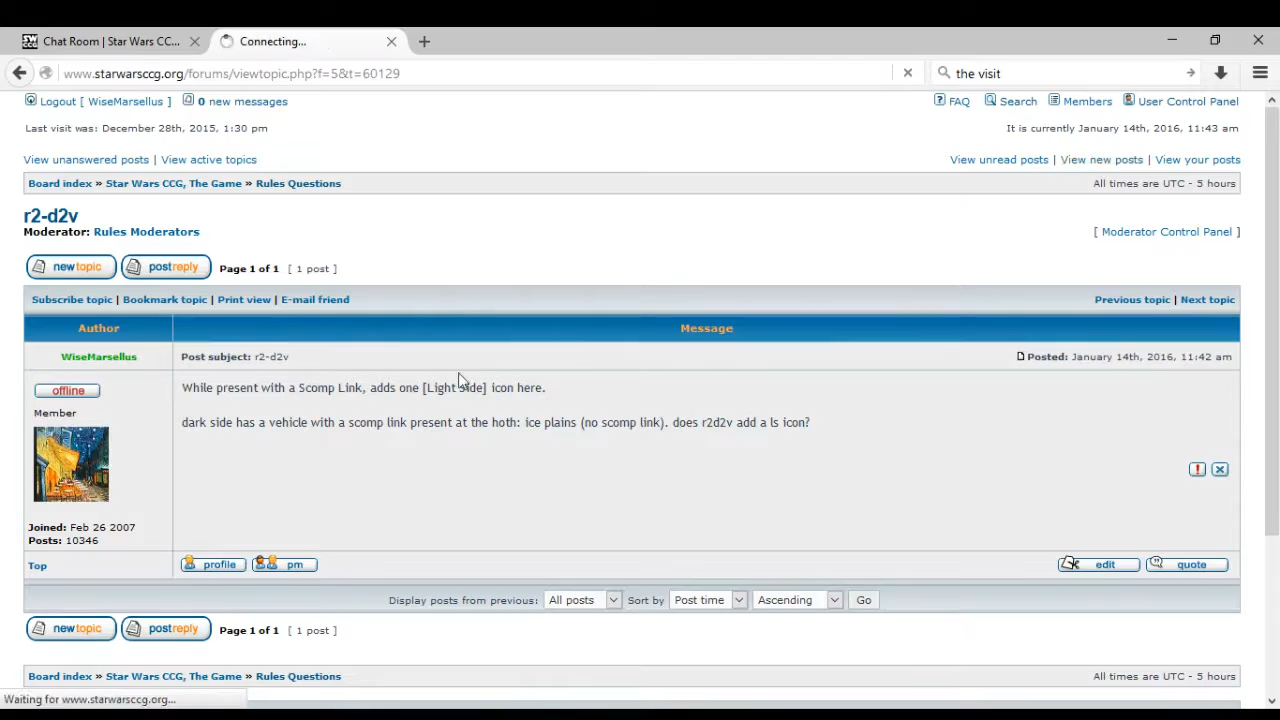 SW CCG Chat Room | Star Wars CC... Connecting...
www.starwarsccg.org/forums/viewtopic.php?f=5&t=60129 the visit
Logout [ WiseMarsellus ] 0 new messages FAQ Search Members User Control Panel
Last visit was: December 28th, 2015, 1:30 pm It is currently January 14th, 2016, 11:43 am
View unanswered posts | View active topics View unread posts | View new posts | View your posts
Board index » Star Wars CCG, The Game » Rules Questions All times are UTC - 5 hours
r2-d2v
Moderator: Rules Moderators [ Moderator Control Panel ]
newtopic postreply Page 1 of 1 [ 1 post ]
Subscribe topic | Bookmark topic | Print view | E-mail friend Previous topic | Next topic
Author Message
WiseMarsellus Post subject: r2-d2v Posted: January 14th, 2016, 11:42 am
offline While present with a Scomp Link, adds one [Light Side] icon here.
Member
dark side has a vehicle with a scomp link present at the hoth: ice plains (no scomp link). does r2d2v add a ls icon?
Joined: Feb 26 2007
Posts: 10346
Top profile pm edit quote
Display posts from previous: All posts Sort by Post time Ascending Go
newtopic postreply Page 1 of 1 [ 1 post ]
Board index » Star Wars CCG, The Game » Rules Questions All times are UTC - 5 hours
Waiting for www.starwarsccg.org...